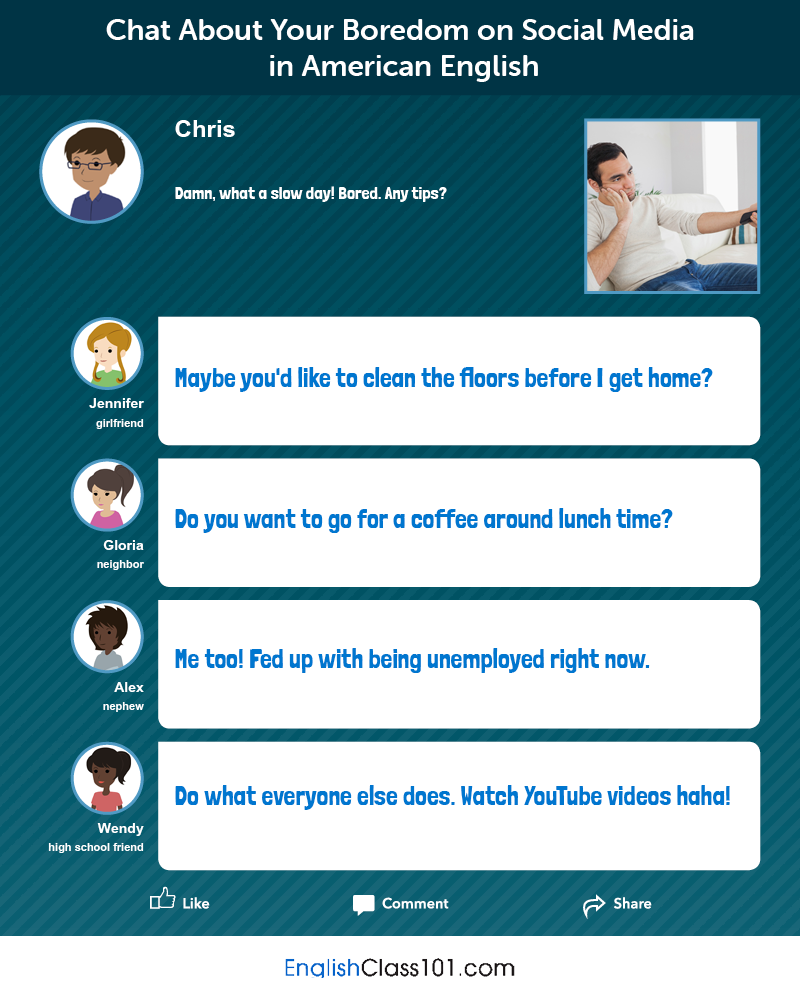 Chat About Your Boredom on Social Media
in American English
Chris
Damn, what a slow day! Bored. Any tips?
Maybe you'd like to clean the floors before I get home?
Jennifer
girlfriend
Do you want to go for a coffee around lunch time?
Gloria
neighbor
Me too! Fed up with being unemployed right now.
Alex
nephew
Do what everyone else does. Watch YouTube videos haha!
Wendy
high school friend
Like
Comment
Share
EnglishClass101.com